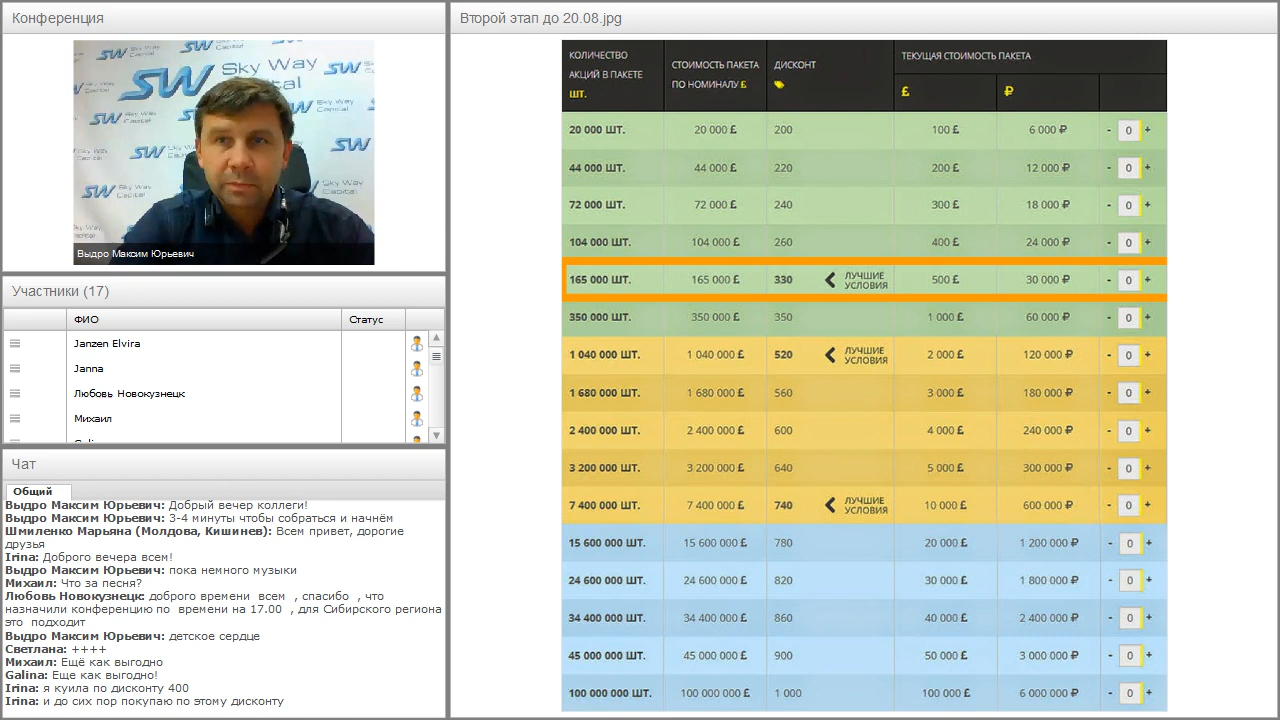 Конференция
Sky Way
Capital
SW
Sky Way
Capital
Выдро Максим Юрьевич
Участники (17)
ФИО
Статус
Janzen Elvira
Janna
Любовь Новокузнецк
Михаил
Чат
Общий
Выдро Максим Юрьевич: Добрый вечер коллеги!
Выдро Максим Юрьевич: 3-4 минуты чтобы собраться и начнём
Шмиленко Марьяна (Молдова, Кишинев): Всем привет, дорогие
друзья
Irina: Доброго вечера всем!
Выдро Максим Юрьевич: пока немного музыки
Михаил: Что за песня?
Любовь Новокузнецк: доброго времени всем , спасибо , что
назначили конференцию по времени на 17.00 , для Сибирского региона
это подходит
Выдро Максим Юрьевич: детское сердце
Светлана: ++++
Михаил: Ещё как выгодно
Galina: Еще как выгодно!
Irina: я куила по дисконту 400
Irina: и до сих пор покупаю по этому дисконту
Второй этап до 20.08.jpg
КОЛИЧЕСТВО
АКЦИЙ В ПАКЕТЕ
ШТ.
СТОИМОСТЬ ПАКЕТА
ПО НОМИНАЛУ £
ДИСКОНТ
ТЕКУЩАЯ СТОИМОСТЬ ПАКЕТА
£ ₽
20 000 ШТ. 20 000 £ 200 100 £ 6 000 ₽ - 0 +
44 000 ШТ. 44 000 £ 220 200 £ 12 000 ₽ - 0 +
72 000 ШТ. 72 000 £ 240 300 £ 18 000 ₽ - 0 +
104 000 ШТ. 104 000 £ 260 400 £ 24 000 ₽ - 0 +
165 000 ШТ. 165 000 £ 330 ЛУЧШИЕ УСЛОВИЯ 500 £ 30 000 ₽ - 0 +
350 000 ШТ. 350 000 £ 350 1 000 £ 60 000 ₽ - 0 +
1 040 000 ШТ. 1 040 000 £ 520 ЛУЧШИЕ УСЛОВИЯ 2 000 £ 120 000 ₽ - 0 +
1 680 000 ШТ. 1 680 000 £ 560 3 000 £ 180 000 ₽ - 0 +
2 400 000 ШТ. 2 400 000 £ 600 4 000 £ 240 000 ₽ - 0 +
3 200 000 ШТ. 3 200 000 £ 640 5 000 £ 300 000 ₽ - 0 +
7 400 000 ШТ. 7 400 000 £ 740 ЛУЧШИЕ УСЛОВИЯ 10 000 £ 600 000 ₽ - 0 +
15 600 000 ШТ. 15 600 000 £ 780 20 000 £ 1 200 000 ₽ - 0 +
24 600 000 ШТ. 24 600 000 £ 820 30 000 £ 1 800 000 ₽ - 0 +
34 400 000 ШТ. 34 400 000 £ 860 40 000 £ 2 400 000 ₽ - 0 +
45 000 000 ШТ. 45 000 000 £ 900 50 000 £ 3 000 000 ₽ - 0 +
100 000 000 ШТ. 100 000 000 £ 1 000 100 000 £ 6 000 000 ₽ - 0 +